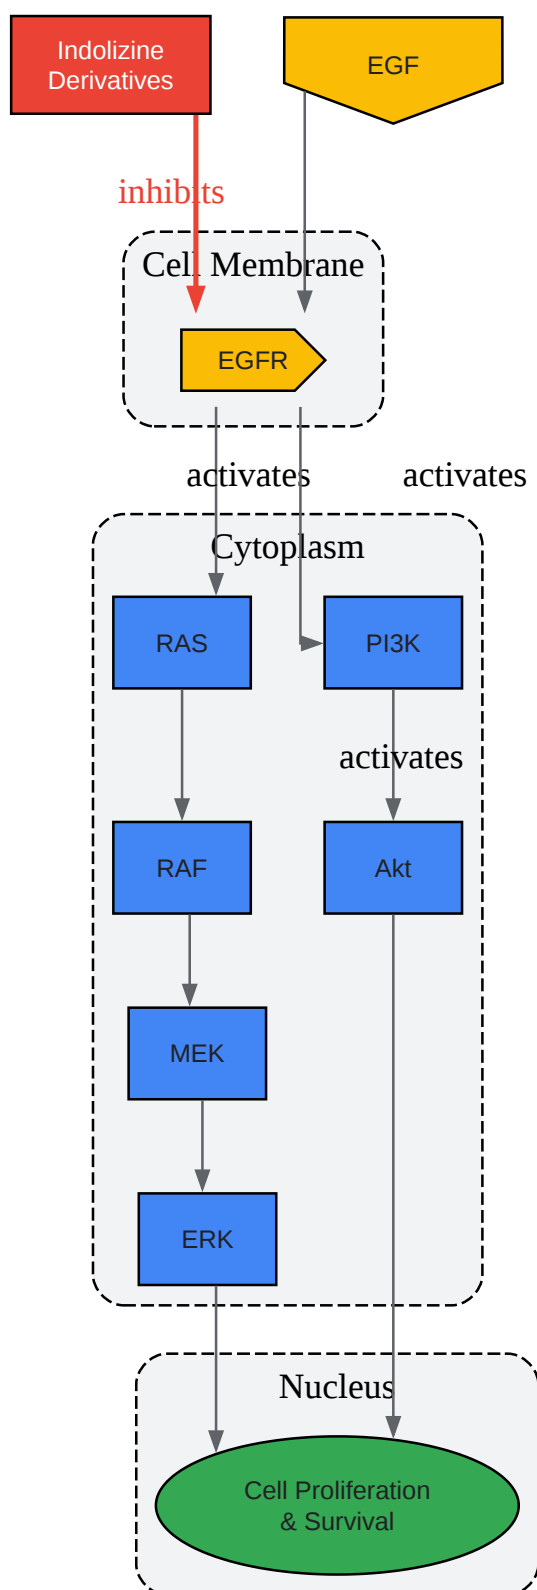 Indolizine
Derivatives
EGF
inhibits
Cell Membrane
EGFR
activates
activates
Cytoplasm
RAS
PI3K
activates
RAF
Akt
MEK
ERK
Nucleus
Cell Proliferation
& Survival